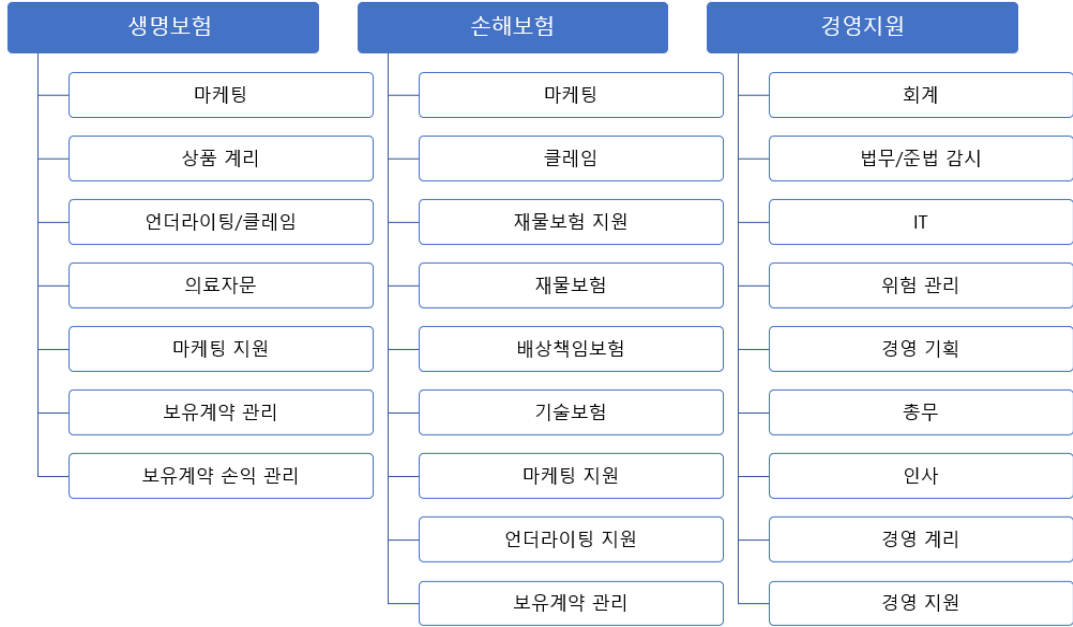 생명보험
마케팅
상품 계리
언더라이팅/클레임
의료자문
마케팅 지원
보유계약 관리
보유계약 손익 관리
손해보험
마케팅
클레임
재물보험 지원
재물보험
배상책임보험
기술보험
마케팅 지원
언더라이팅 지원
보유계약 관리
경영지원
회계
법무/준법 감시
IT
위험 관리
경영 기획
총무
인사
경영 계리
경영 지원